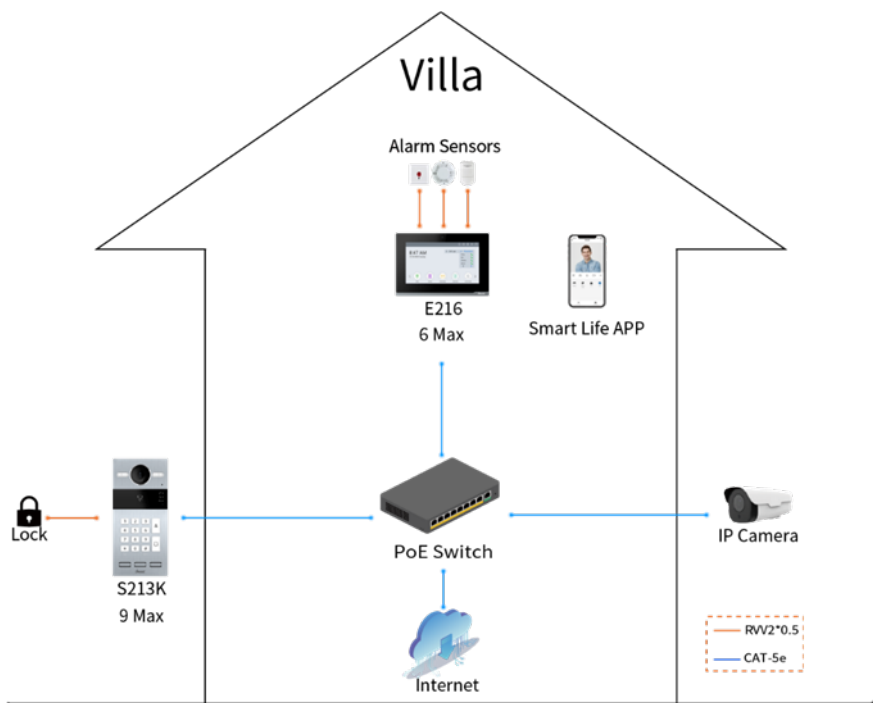 Villa
Alarm Sensors
E216
6 Max
Smart Life APP
Lock
S213K
9 Max
PoE Switch
IP Camera
Internet
RVV2*0.5
CAT-5e